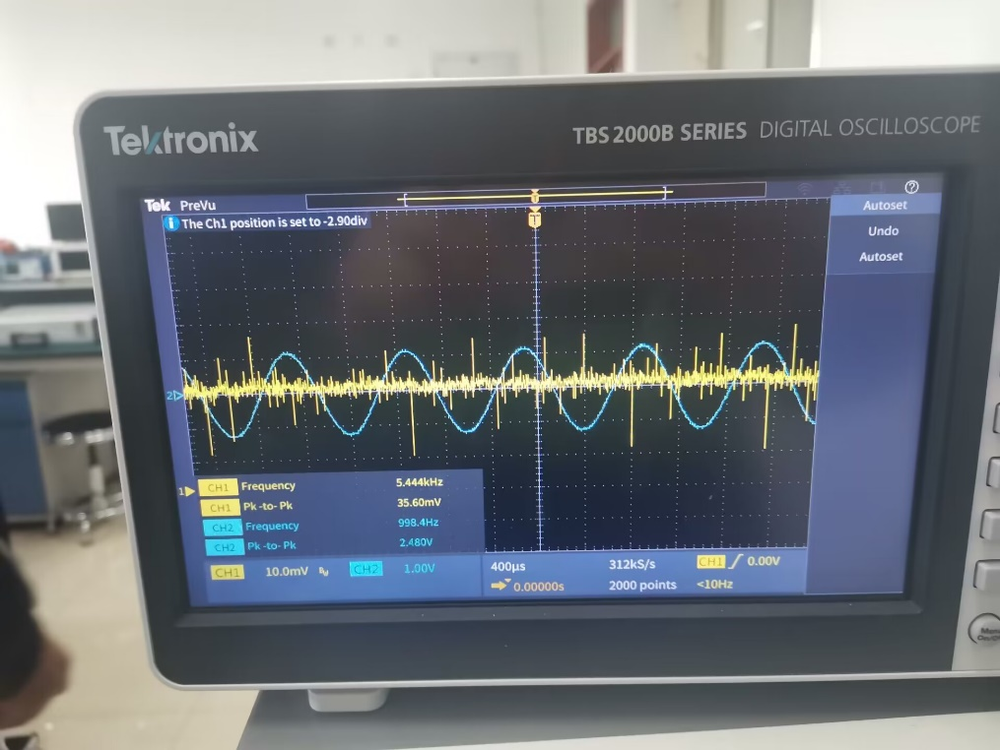 Tektronix
TBS 2000B SERIES DIGITAL OSCILLOSCOPE
Tek PreVu
T
Autoset
i The Ch1 position is set to -2.90div
T
Undo
Autoset
2
1
CH1 Frequency 5.444kHz
CH1 Pk-to-Pk 35.60mV
CH2 Frequency 998.4Hz
CH2 Pk-to-Pk 2.480V
CH1 10.0mV CH2 1.00V
400µs 312kS/s CH1 0.00V
0.00000s 2000 points <10Hz